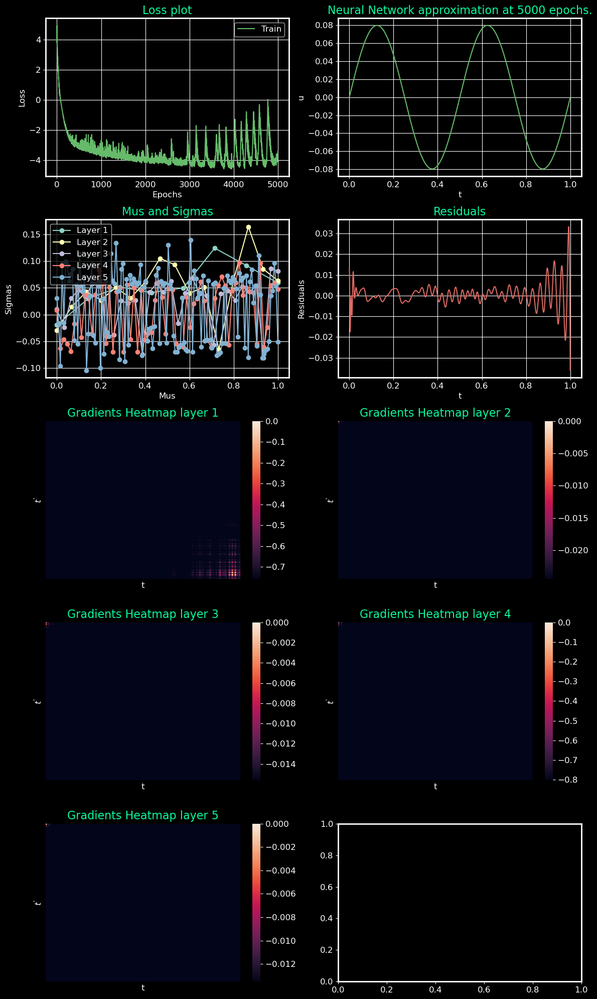 Loss plot
Neural Network approximation at 5000 epochs.
Train
4
2
0
−2
−4
Loss
0 1000 2000 3000 4000 5000
Epochs
0.08
0.06
0.04
0.02
0.00
−0.02
−0.04
−0.06
−0.08
u
0.0 0.2 0.4 0.6 0.8 1.0
t
Mus and Sigmas
Layer 1
Layer 2
Layer 3
Layer 4
Layer 5
0.15
0.10
0.05
0.00
−0.05
−0.10
Sigmas
0.0 0.2 0.4 0.6 0.8 1.0
Mus
Residuals
0.03
0.02
0.01
0.00
−0.01
−0.02
−0.03
Residuals
0.0 0.2 0.4 0.6 0.8 1.0
t
Gradients Heatmap layer 1
t'
t
0.0
−0.1
−0.2
−0.3
−0.4
−0.5
−0.6
−0.7
Gradients Heatmap layer 2
t'
t
0.000
−0.005
−0.010
−0.015
−0.020
Gradients Heatmap layer 3
t'
t
0.000
−0.002
−0.004
−0.006
−0.008
−0.010
−0.012
−0.014
Gradients Heatmap layer 4
t'
t
0.0
−0.1
−0.2
−0.3
−0.4
−0.5
−0.6
−0.7
−0.8
Gradients Heatmap layer 5
t'
t
0.000
−0.002
−0.004
−0.006
−0.008
−0.010
−0.012
1.0
0.8
0.6
0.4
0.2
0.0
0.0 0.2 0.4 0.6 0.8 1.0